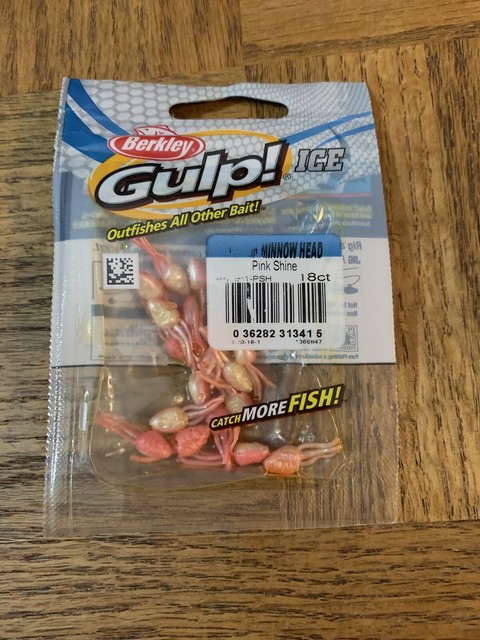 Berkley
Gulp!® ICE
Outfishes All Other Bait!
MINNOW HEAD
Pink Shine
-PSH 18ct
0 36282 31341 5
CATCH MORE FISH!